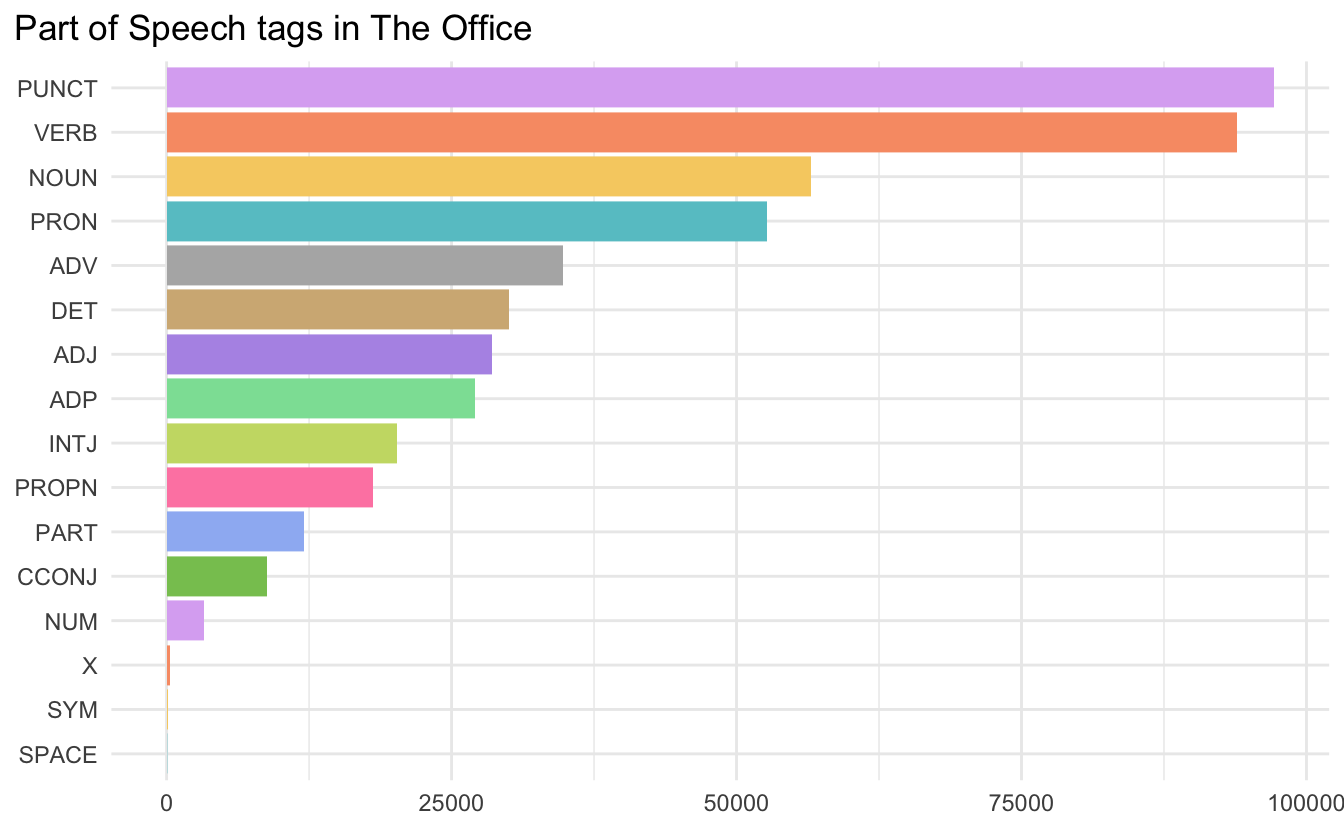 Part of Speech tags in The Office
PUNCT
VERB
NOUN
PRON
ADV
DET
ADJ
ADP
INTJ
PROPN
PART
CCONJ
NUM
X
SYM
SPACE
0 25000 50000 75000 100000